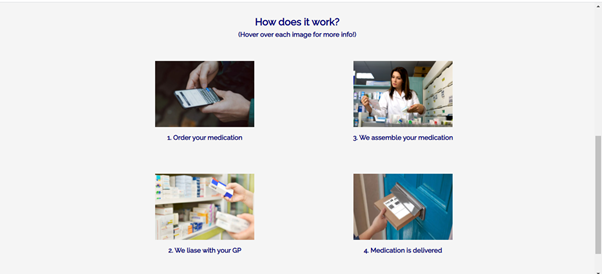 How does it work?
(Hover over each image for more info!)
1. Order your medication
3. We assemble your medication
2. We liase with your GP
4. Medication is delivered